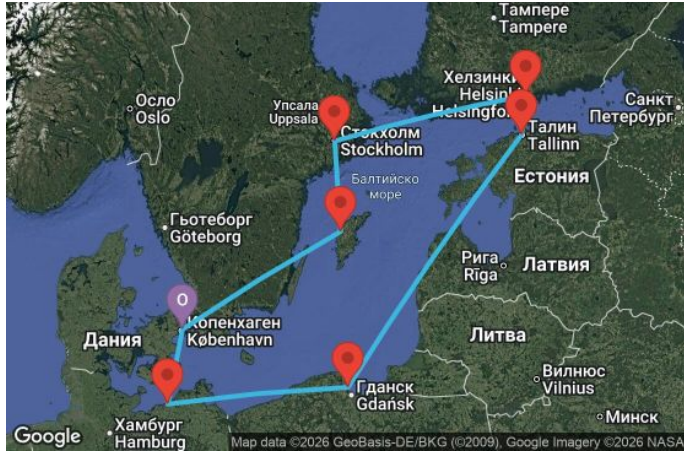 Тампере
Tampere
Осло
Oslo
Упсала
Uppsala
Хелзинки
Helsinki
Helsingfors
Санкт
Петербург
Стокхолм
Stockholm
Талин
Tallinn
Балтийско
море
Естония
Гьотеборг
Göteborg
Рига
Rīga
Латвия
O
Копенхаген
København
Дания
Литва
Вилнюс
Vilnius
Гданск
Gdańsk
Хамбург
Hamburg
Минск
Google
Map data ©2026 GeoBasis-DE/BKG (©2009), Google Imagery ©2026 NASA